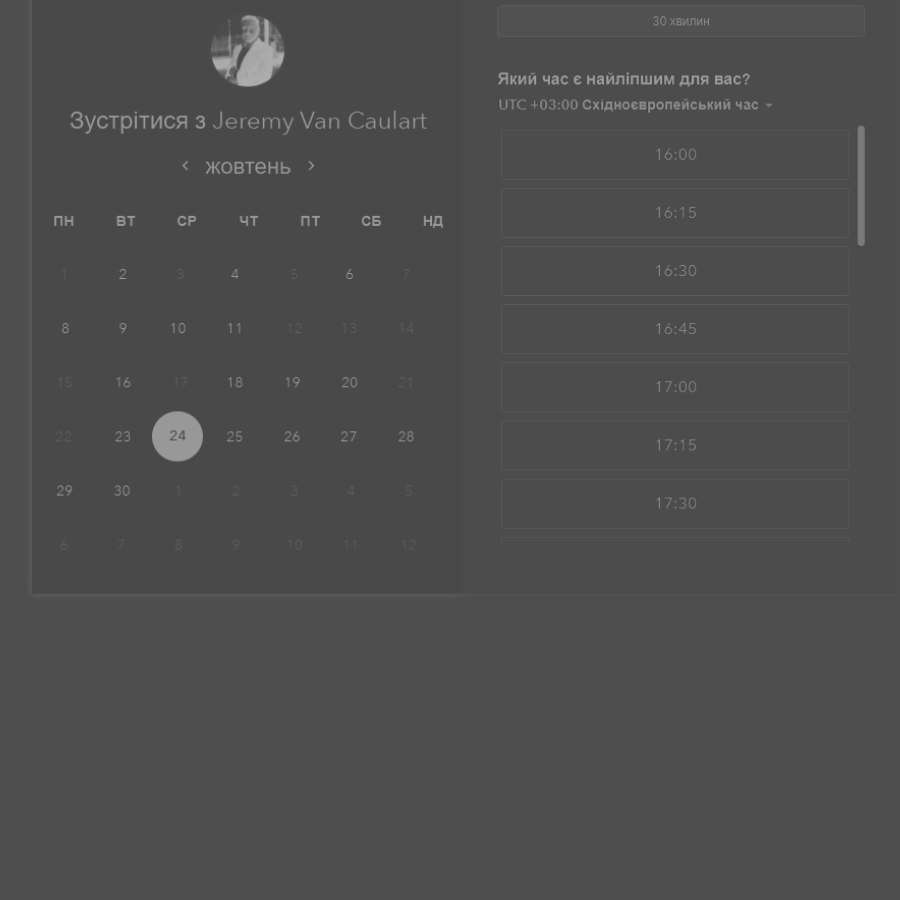 Зустрітися з Jeremy Van Caulart
жовтень
ПН ВТ СР ЧТ ПТ СБ НД
1 2 3 4 5 6 7
8 9 10 11 12 13 14
15 16 17 18 19 20 21
22 23 24 25 26 27 28
29 30 1 2 3 4 5
6 7 8 9 10 11 12
30 хвилин
Який час є найліпшим для вас?
UTC +03:00 Східноєвропейський час
16:00
16:15
16:30
16:45
17:00
17:15
17:30